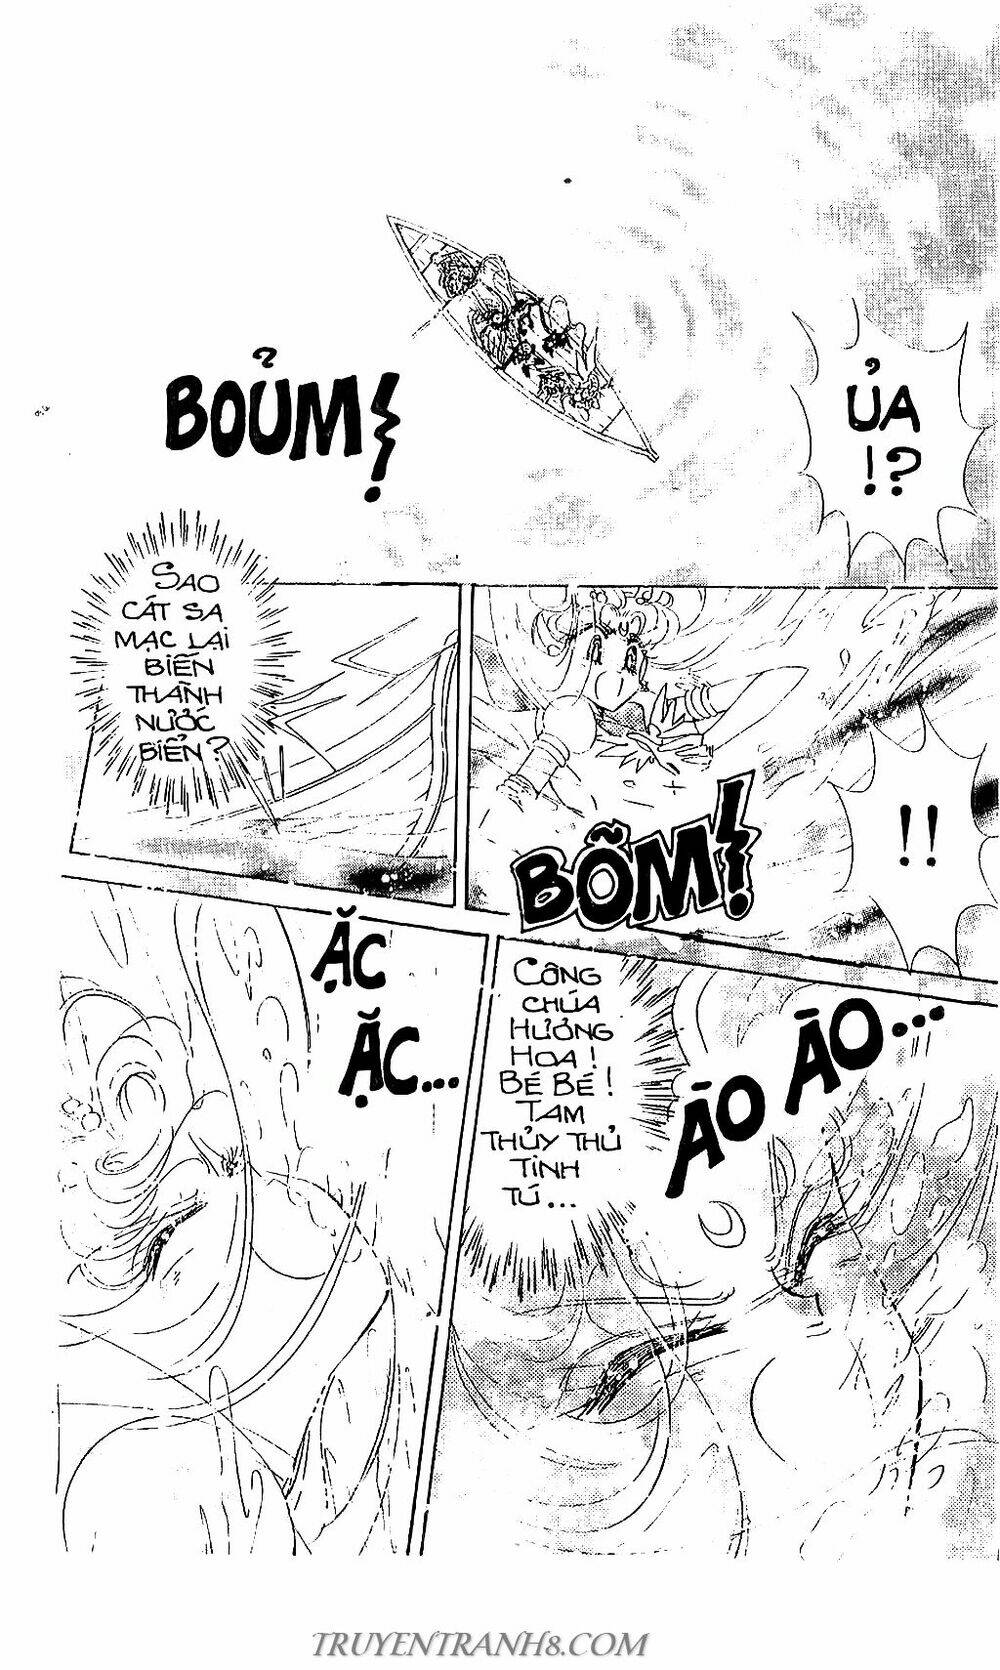 ỦA
!?
BOỦM!
!!
BÕM!
SAO
CÁT SA
MẠC LẠI
BIẾN
THÀNH
NƯỚC
BIỂN?
ÀO ÀO...
CÔNG
CHÚA
HƯƠNG
HOA!
BÉ BÉ!
TAM
THỦY THỦ
TINH
TÚ...
ẶC
ẶC...
TRUYENTRANH8.COM